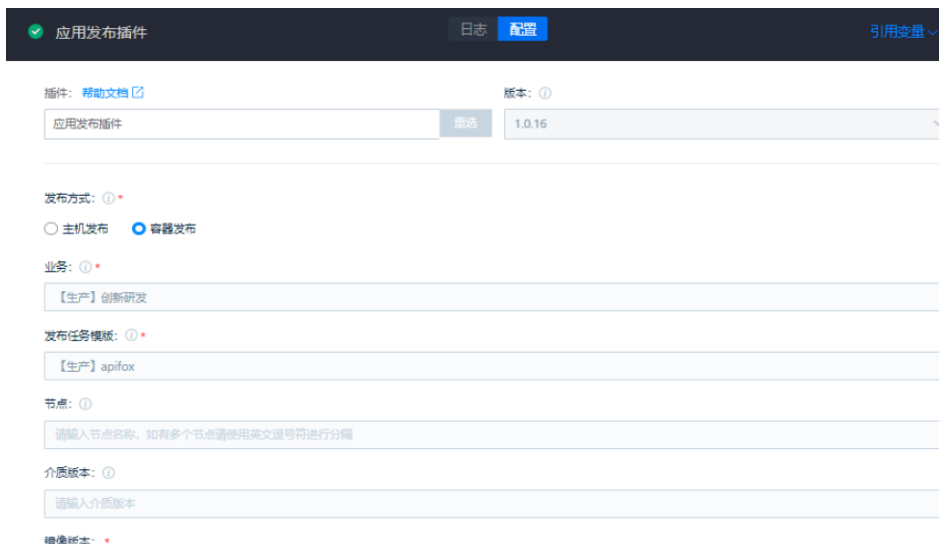 应用发布插件
日志 配置
引用变量
插件: 帮助文档
版本:
应用发布插件 重选
1.0.16
发布方式: *
主机发布 容器发布
业务: *
【生产】创新研发
发布任务模版: *
【生产】apifox
节点:
请输入节点名称，如有多个节点请使用英文逗号符进行分隔
介质版本:
请输入介质版本
镜像版本: *